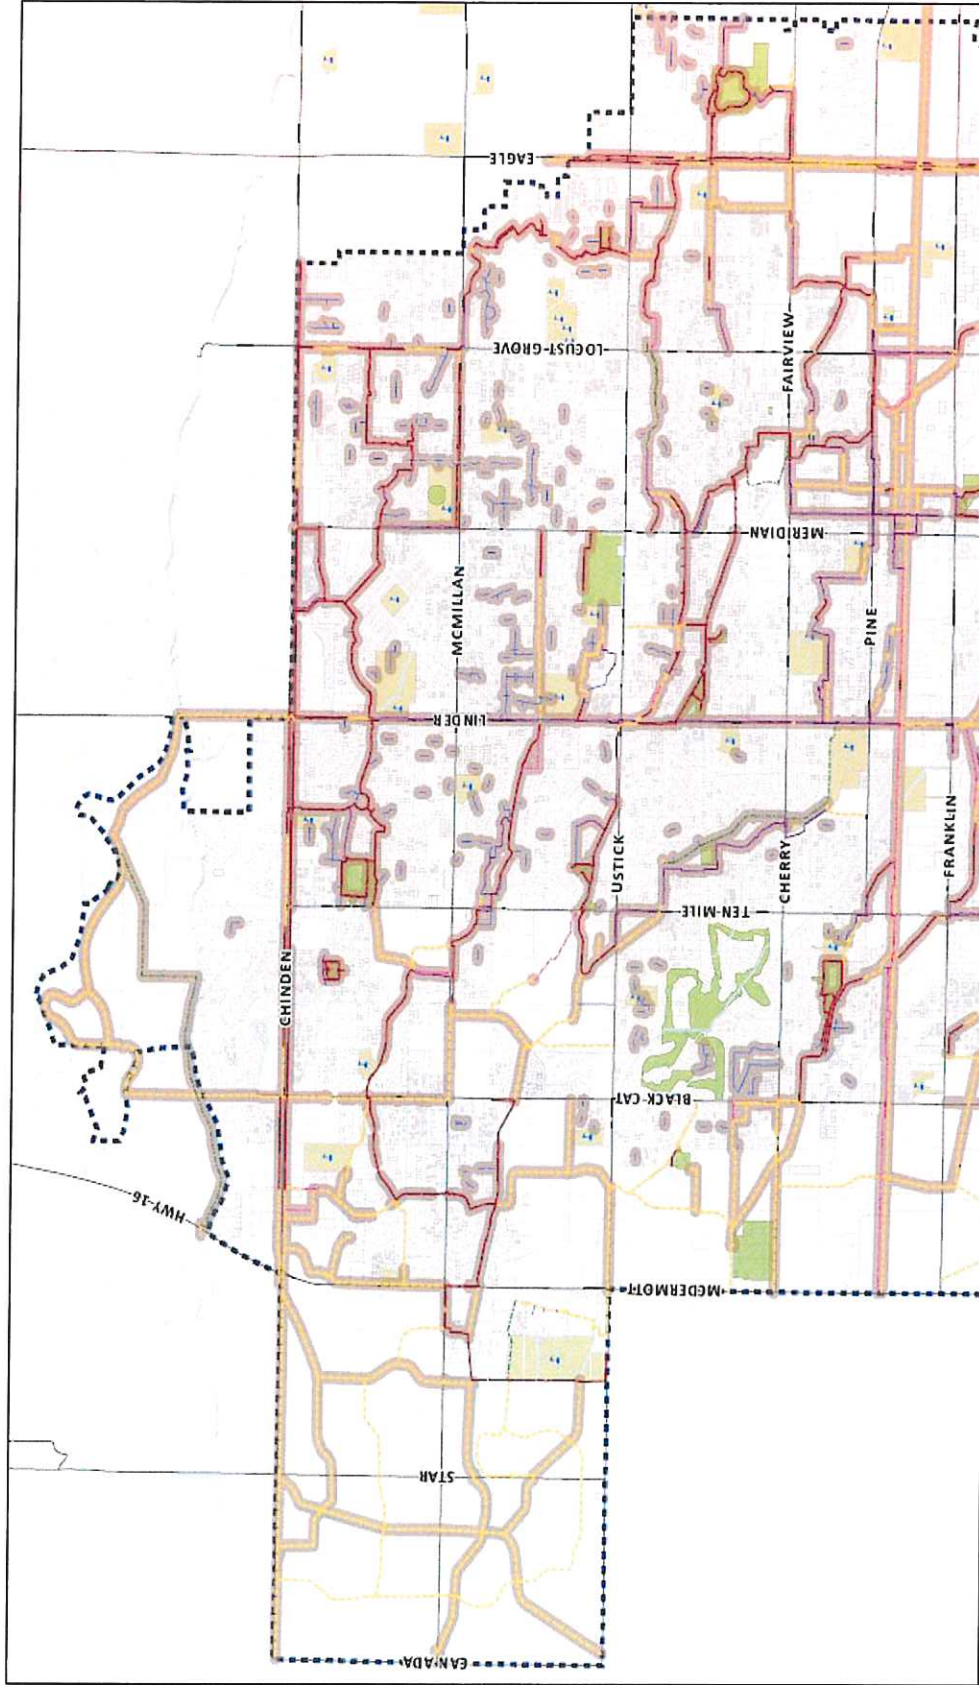 EAGLE
LOCUST GROVE
FAIRVIEW
MERIDIAN
MCMILLAN
PINE
LINDER
USTICK
CHERRY
FRANKLIN
TEN MILE
CHINDEN
BLACK CAT
HWY-16
MCDERMOTT
STAR
CAN-ADA